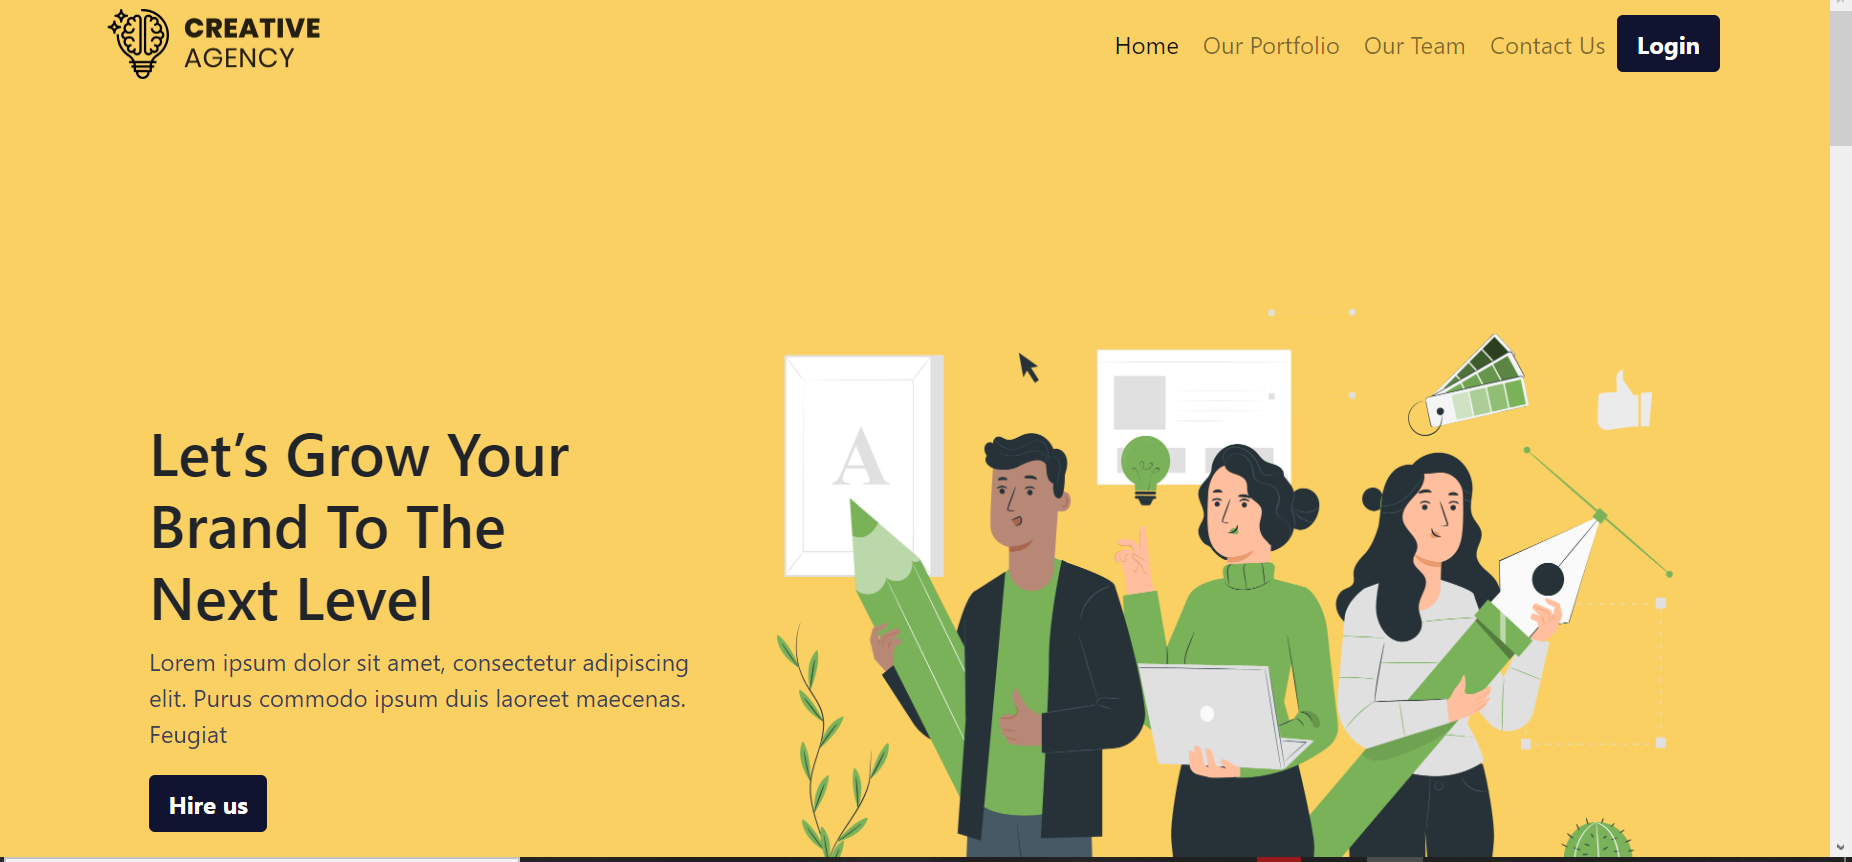 CREATIVE
AGENCY
Home Our Portfolio Our Team Contact Us Login
A
Let’s Grow Your
Brand To The
Next Level
Lorem ipsum dolor sit amet, consectetur adipiscing
elit. Purus commodo ipsum duis laoreet maecenas.
Feugiat
Hire us